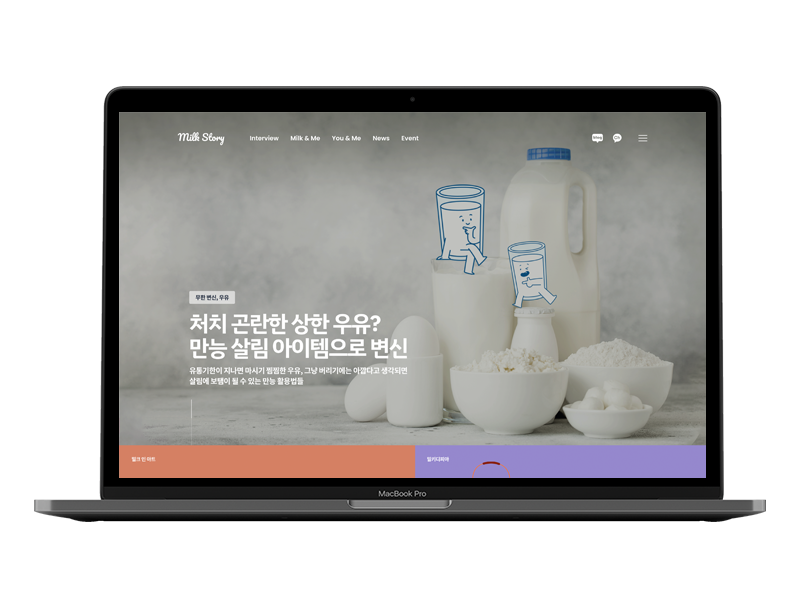 Milk Story
Interview Milk & Me You & Me News Event
무한 변신, 우유
처치 곤란한 상한 우유?
만능 살림 아이템으로 변신
유통기한이 지나면 마시기 찜찜한 우유, 그냥 버리기에는 아깝다고 생각되면
살림에 보탬이 될 수 있는 만능 활용법들
밀크 인 아트
밀키디피아
MacBook Pro